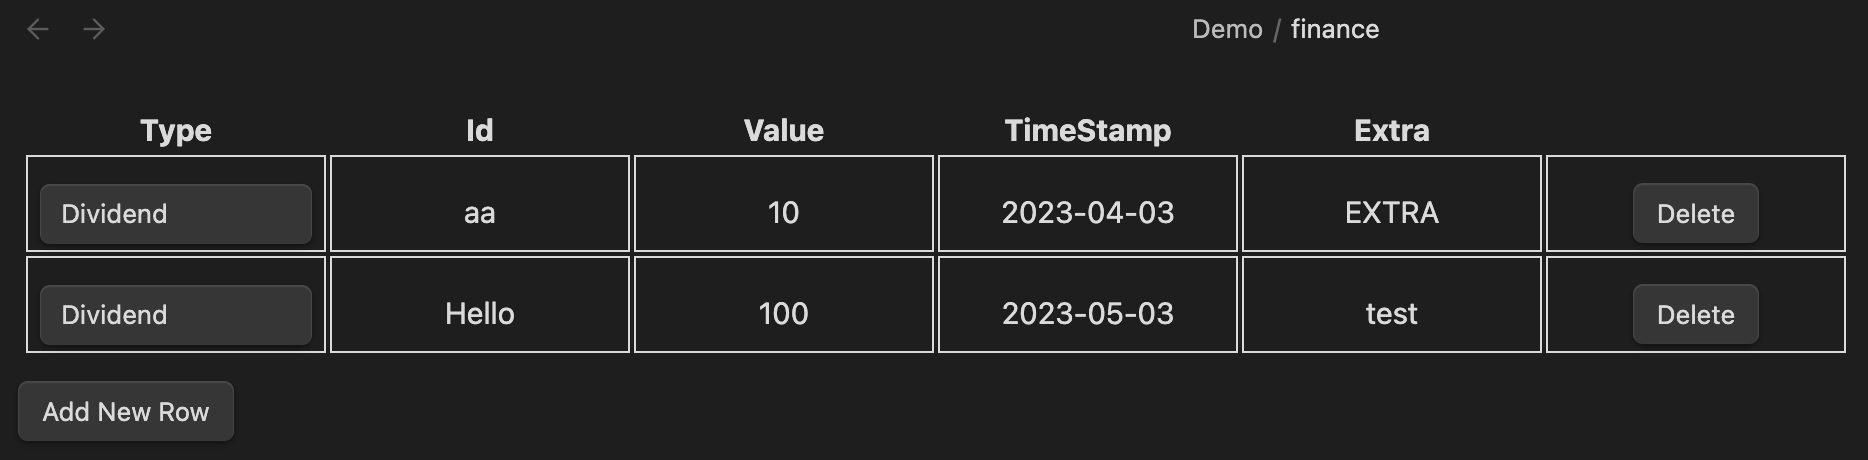 Demo / finance
Type Id Value TimeStamp Extra
Dividend aa 10 2023-04-03 EXTRA Delete
Dividend Hello 100 2023-05-03 test Delete
Add New Row